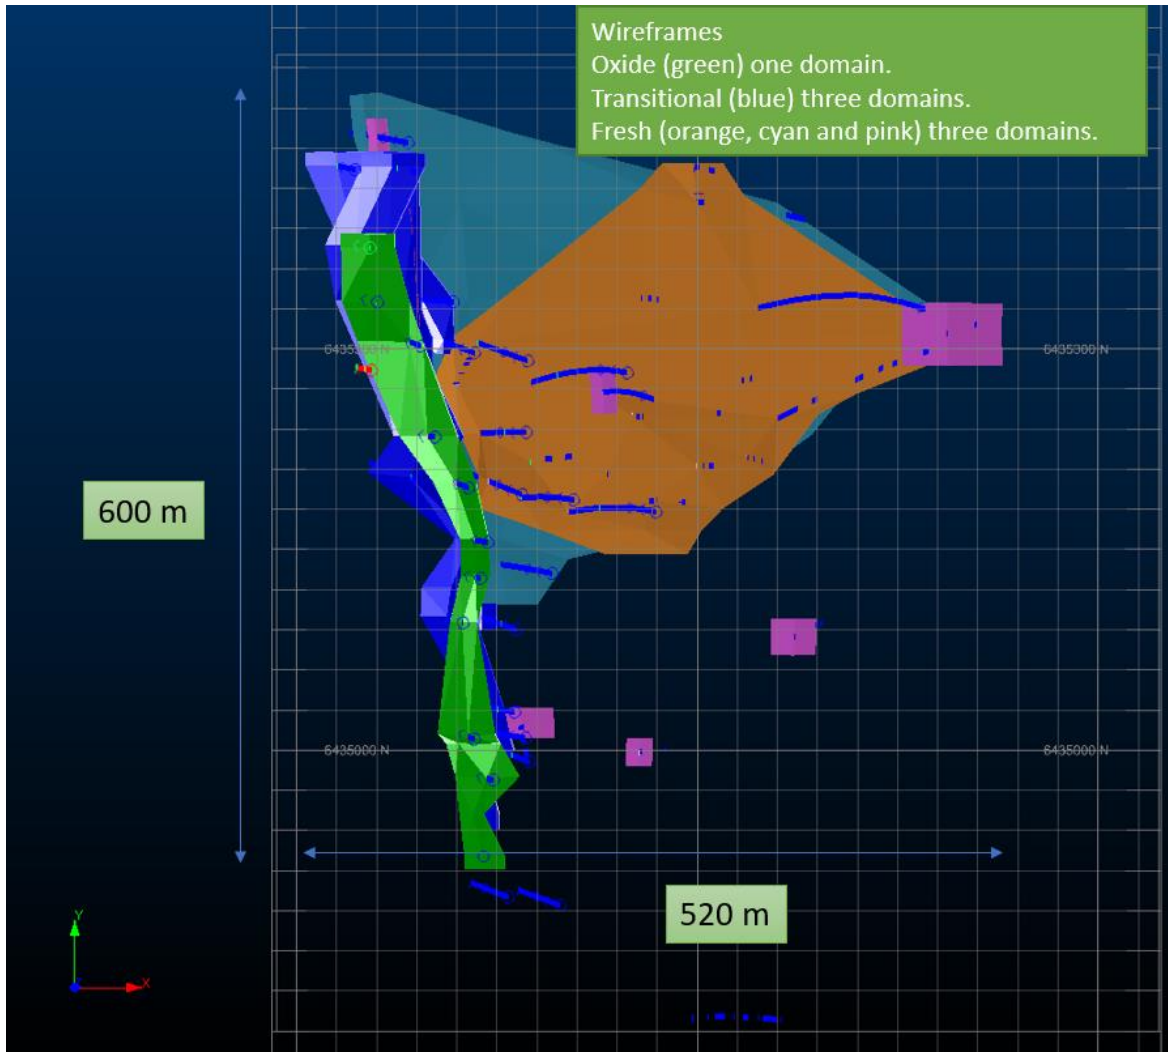 Wireframes
Oxide (green) one domain.
Transitional (blue) three domains.
Fresh (orange, cyan and pink) three domains.
6435300 N
6435300 N
600 m
6435000 N
6435000 N
520 m
Y
X